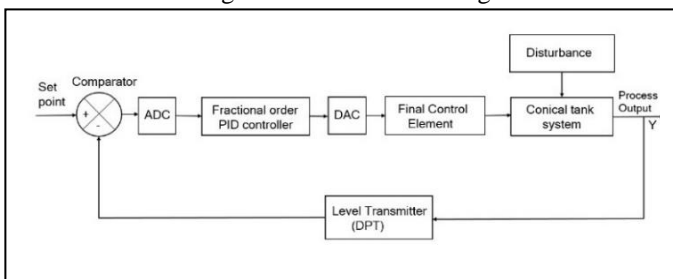 Disturbance
Comparator
Set
point
+
-
ADC
Fractional order
PID controller
DAC
Final Control
Element
Conical tank
system
Process
Output
Y
Level Transmitter
(DPT)